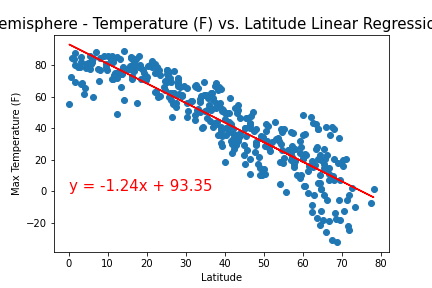 emisphere - Temperature (F) vs. Latitude Linear Regressio
80
60
40
20
0
−20
Max Temperature (F)
y = -1.24x + 93.35
0 10 20 30 40 50 60 70 80
Latitude